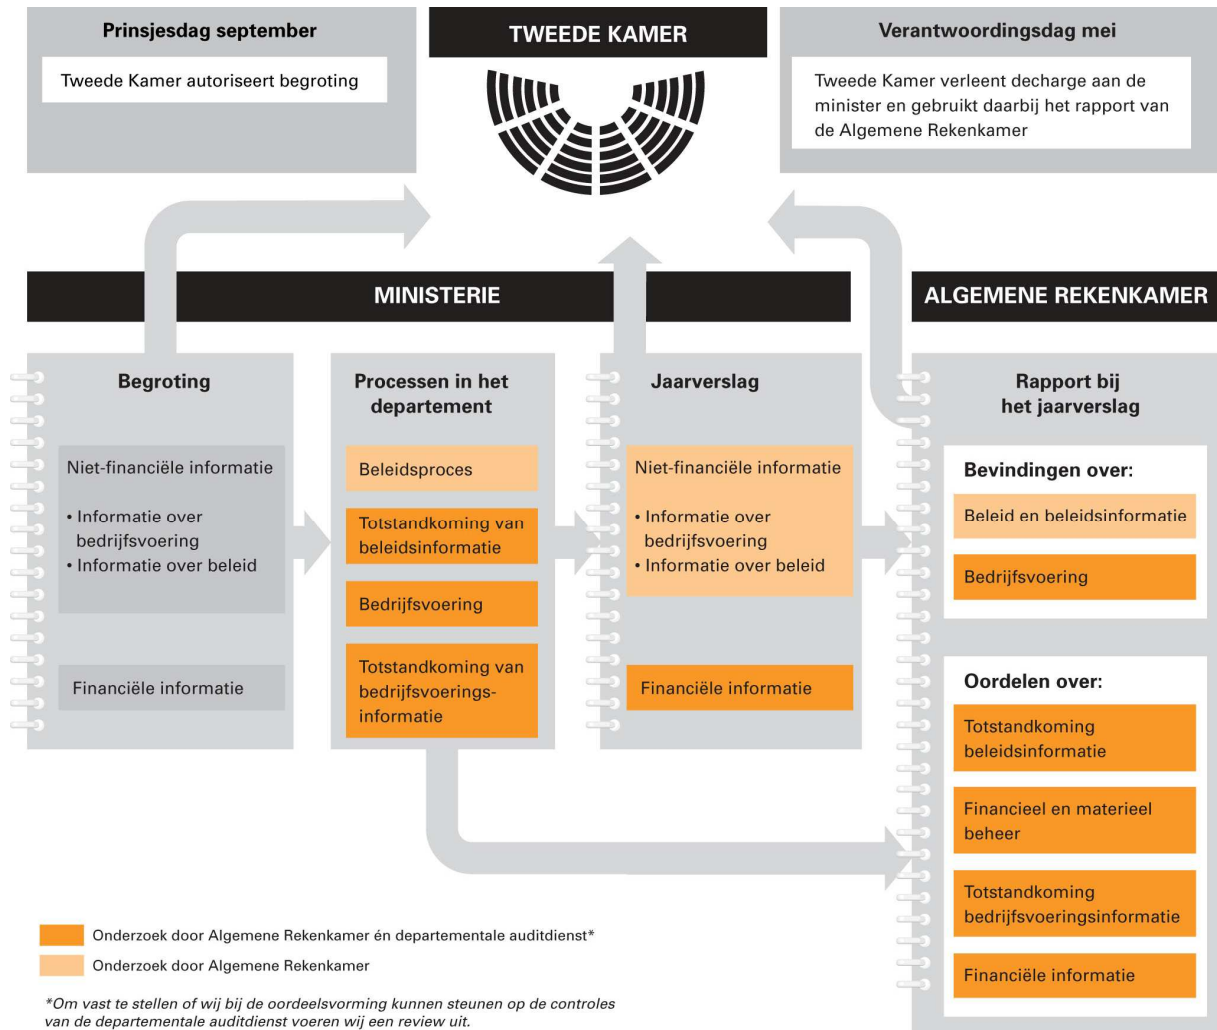 Prinsjesdag september
Tweede Kamer autoriseert begroting
TWEEDE KAMER
Verantwoordingsdag mei
Tweede Kamer verleent decharge aan de
minister en gebruikt daarbij het rapport van
de Algemene Rekenkamer
MINISTERIE
ALGEMENE REKENKAMER
Begroting
Niet-financiële informatie
• Informatie over
bedrijfsvoering
• Informatie over beleid
Financiële informatie
Processen in het
departement
Beleidsproces
Totstandkoming van
beleidsinformatie
Bedrijfsvoering
Totstandkoming van
bedrijfsvoerings-
informatie
Jaarverslag
Niet-financiële informatie
• Informatie over
bedrijfsvoering
• Informatie over beleid
Financiële informatie
Rapport bij
het jaarverslag
Bevindingen over:
Beleid en beleidsinformatie
Bedrijfsvoering
Oordelen over:
Totstandkoming
beleidsinformatie
Financieel en materieel
beheer
Totstandkoming
bedrijfsvoeringsinformatie
Financiële informatie
Onderzoek door Algemene Rekenkamer én departementale auditdienst*
Onderzoek door Algemene Rekenkamer
*Om vast te stellen of wij bij de oordeelsvorming kunnen steunen op de controles
van de departementale auditdienst voeren wij een review uit.